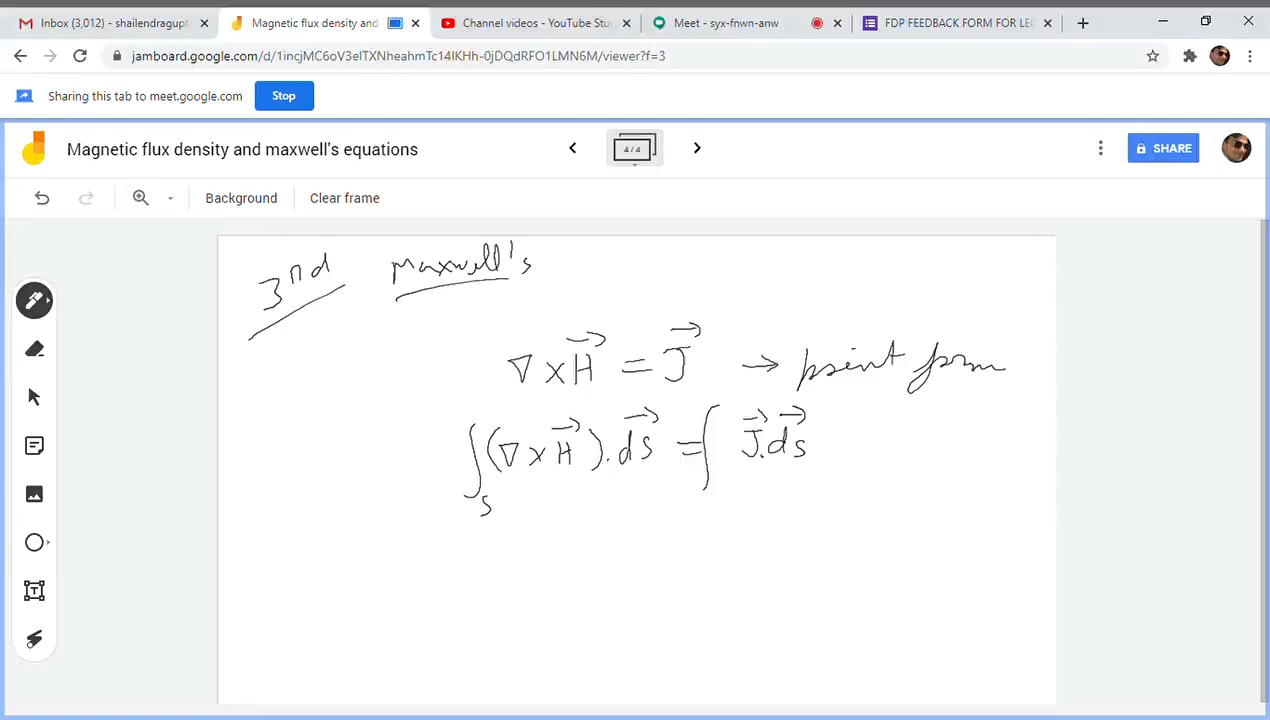 Inbox (3,012) - shailendragupt
Magnetic flux density and
Channel videos - YouTube Stu
Meet - syx-fnwn-anw
FDP FEEDBACK FORM FOR LEC
jamboard.google.com/d/1incjMC6oV3elTXNheahmTc14lKHh-0jDQdRFO1LMN6M/viewer?f=3
Sharing this tab to meet.google.com Stop
Magnetic flux density and maxwell's equations
4 / 4
SHARE
Background Clear frame
3nd maxwell's
∇ × H⃗ = J⃗ → point form
∫s (∇ × H⃗). ds⃗ = ∫ J⃗. ds⃗